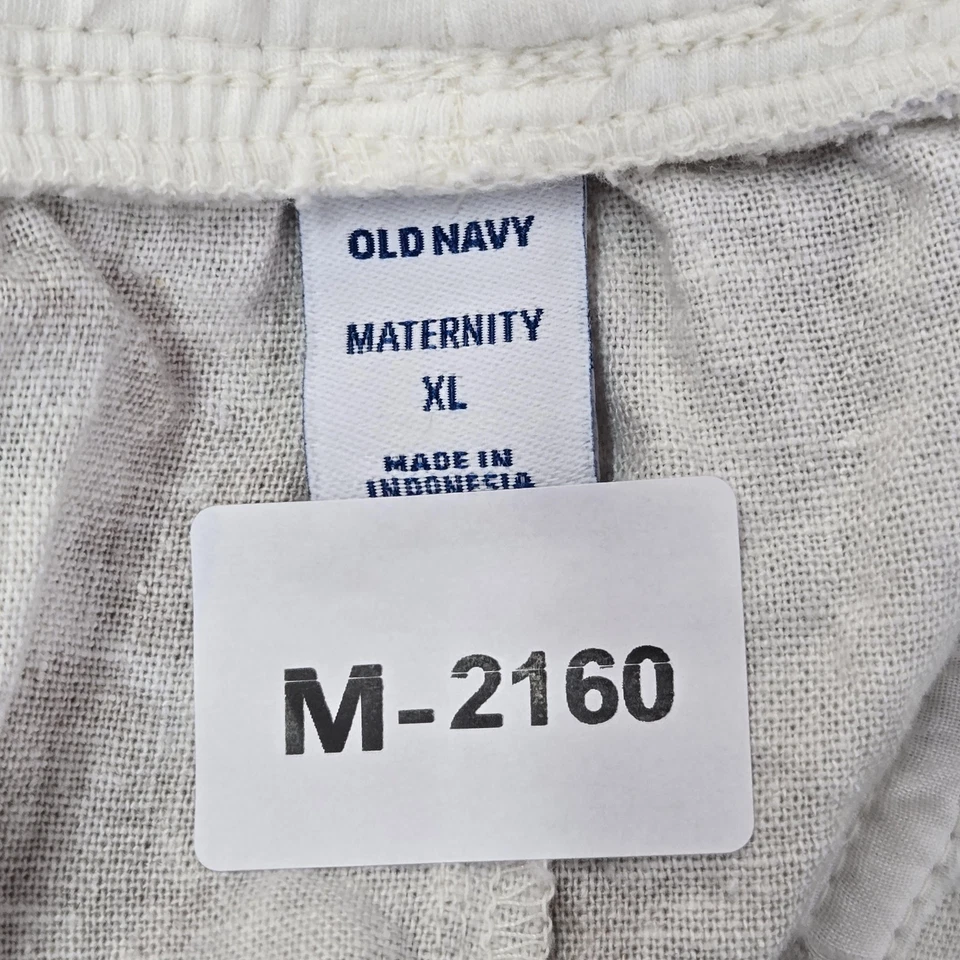 OLD NAVY
MATERNITY
XL
MADE IN
INDONESIA
M-2160